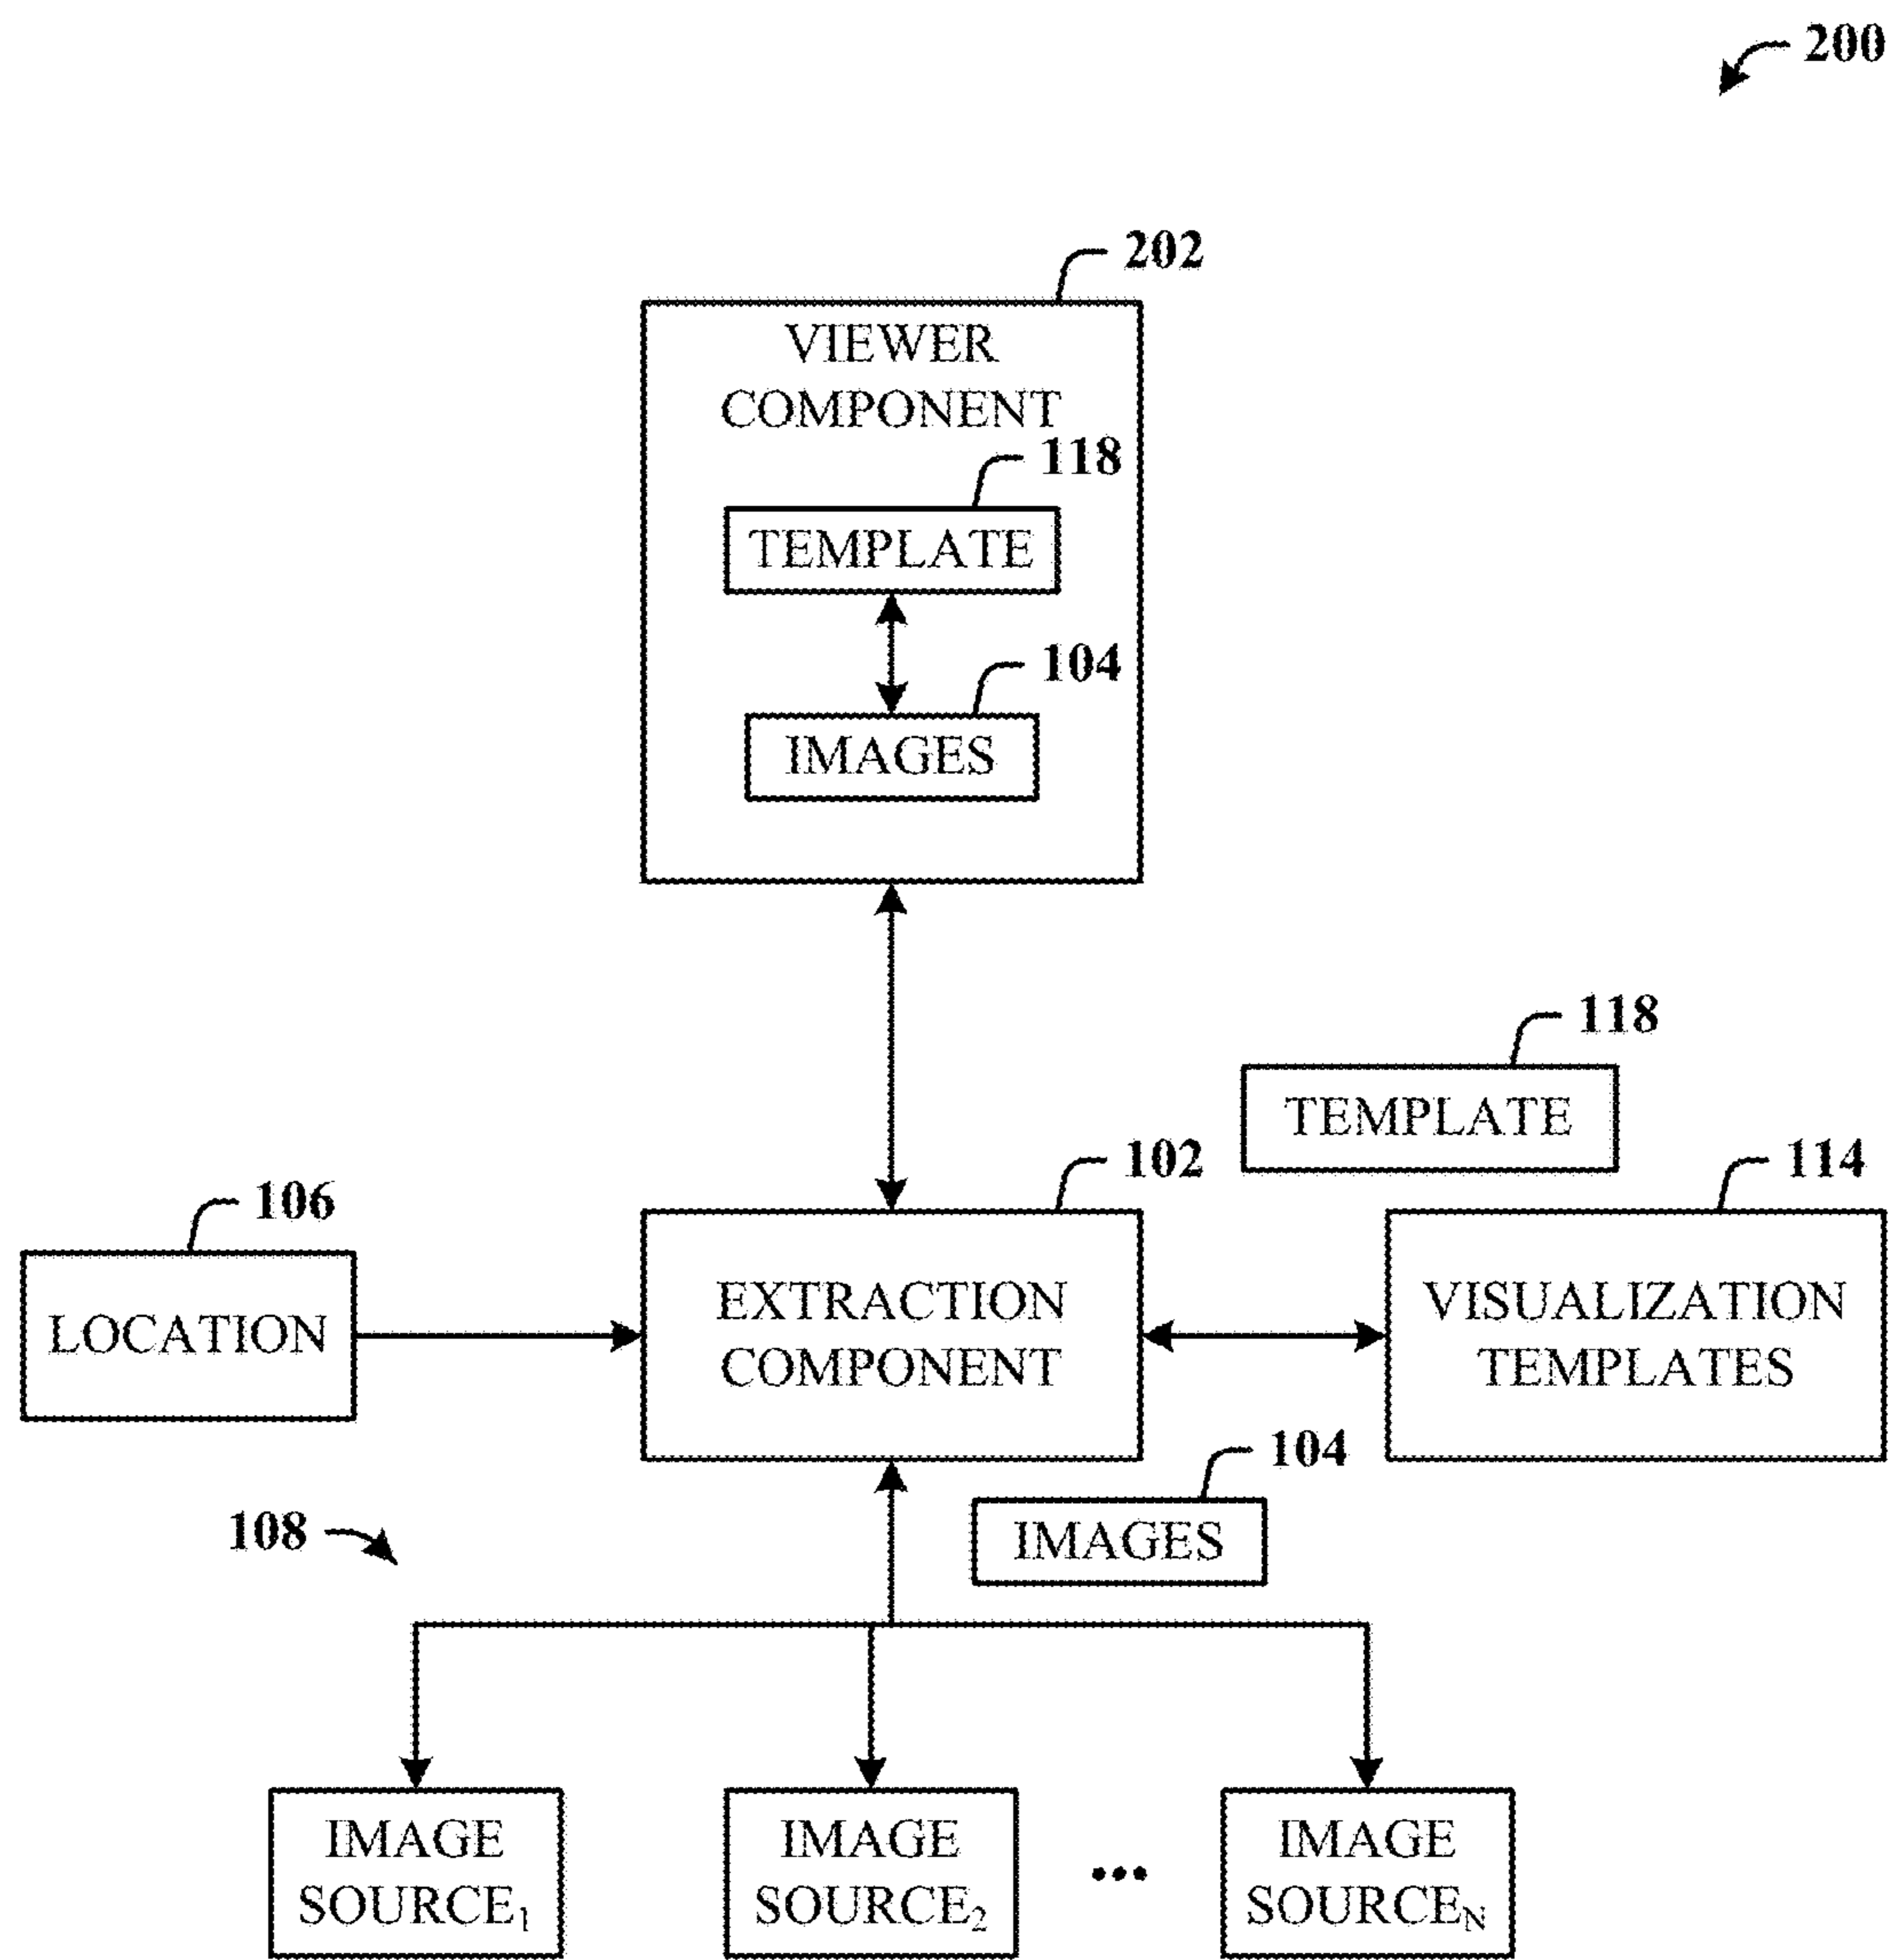 200
202
VIEWER
COMPONENT
118
TEMPLATE
104
IMAGES
118
TEMPLATE
106
LOCATION
102
EXTRACTION
COMPONENT
114
VISUALIZATION
TEMPLATES
104
IMAGES
108
IMAGE
SOURCE₁
IMAGE
SOURCE₂
...
IMAGE
SOURCE_N